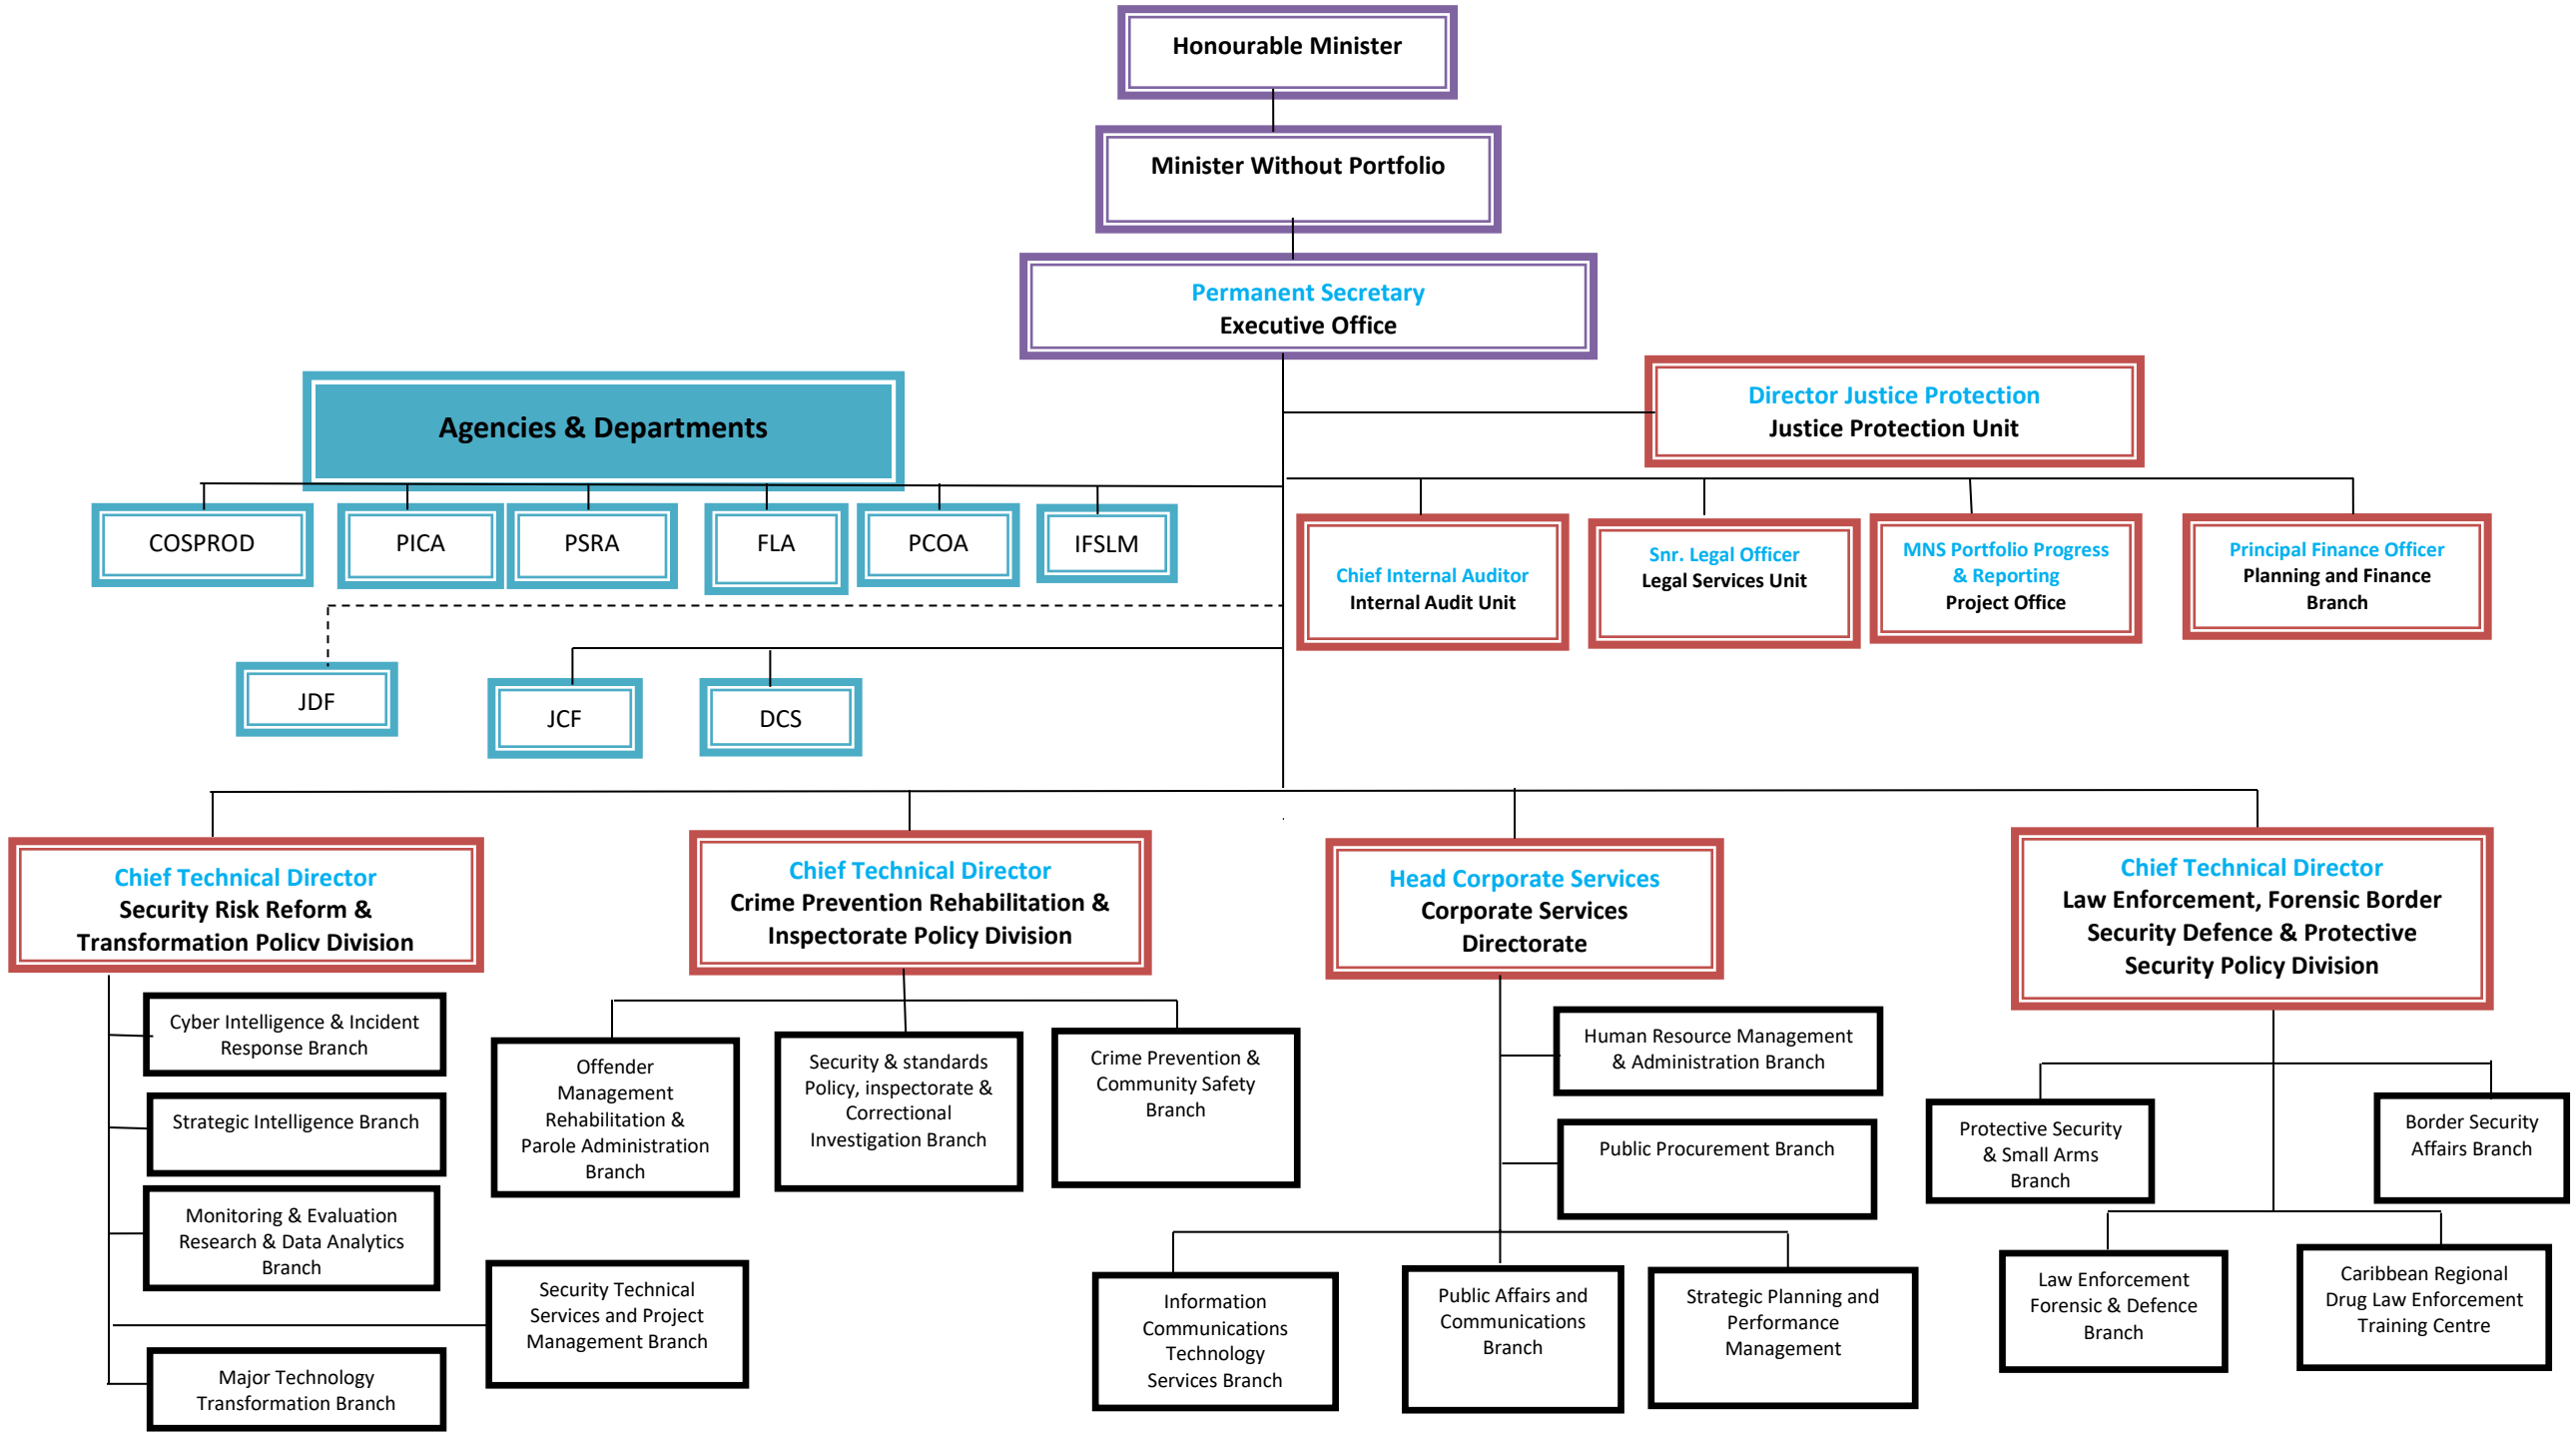 Honourable Minister
Minister Without Portfolio
Permanent Secretary
Executive Office
Director Justice Protection
Justice Protection Unit
Agencies & Departments
COSPROD
PICA
PSRA
FLA
PCOA
IFSLM
Chief Internal Auditor
Internal Audit Unit
Snr. Legal Officer
Legal Services Unit
MNS Portfolio Progress
& Reporting
Project Office
Principal Finance Officer
Planning and Finance
Branch
JDF
JCF
DCS
Chief Technical Director
Security Risk Reform &
Transformation Policy Division
Chief Technical Director
Crime Prevention Rehabilitation &
Inspectorate Policy Division
Head Corporate Services
Corporate Services
Directorate
Chief Technical Director
Law Enforcement, Forensic Border
Security Defence & Protective
Security Policy Division
Cyber Intelligence & Incident
Response Branch
Strategic Intelligence Branch
Monitoring & Evaluation
Research & Data Analytics
Branch
Security Technical
Services and Project
Management Branch
Major Technology
Transformation Branch
Offender
Management
Rehabilitation &
Parole Administration
Branch
Security & standards
Policy, inspectorate &
Correctional
Investigation Branch
Crime Prevention &
Community Safety
Branch
Human Resource Management
& Administration Branch
Public Procurement Branch
Information
Communications
Technology
Services Branch
Public Affairs and
Communications
Branch
Strategic Planning and
Performance
Management
Protective Security
& Small Arms
Branch
Border Security
Affairs Branch
Law Enforcement
Forensic & Defence
Branch
Caribbean Regional
Drug Law Enforcement
Training Centre